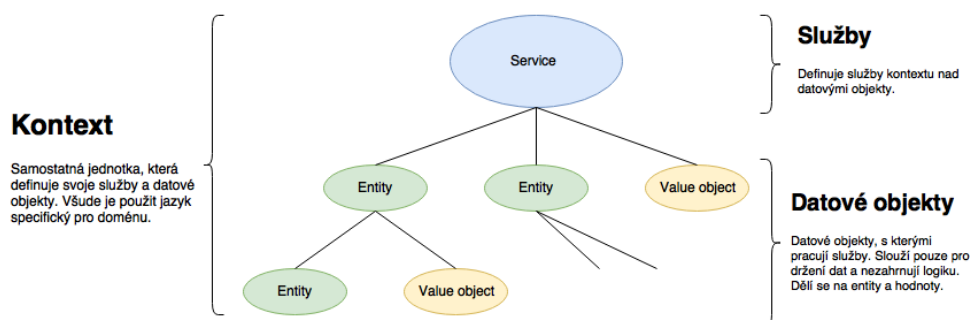 Kontext
Samostatná jednotka, která
definuje svoje služby a datové
objekty. Všude je použit jazyk
specifický pro doménu.
Service
Entity
Entity
Value object
Entity
Value object
Služby
Definuje služby kontextu nad
datovými objekty.
Datové objekty
Datové objekty, s kterými
pracují služby. Slouží pouze pro
držení dat a nezahrnují logiku.
Dělí se na entity a hodnoty.